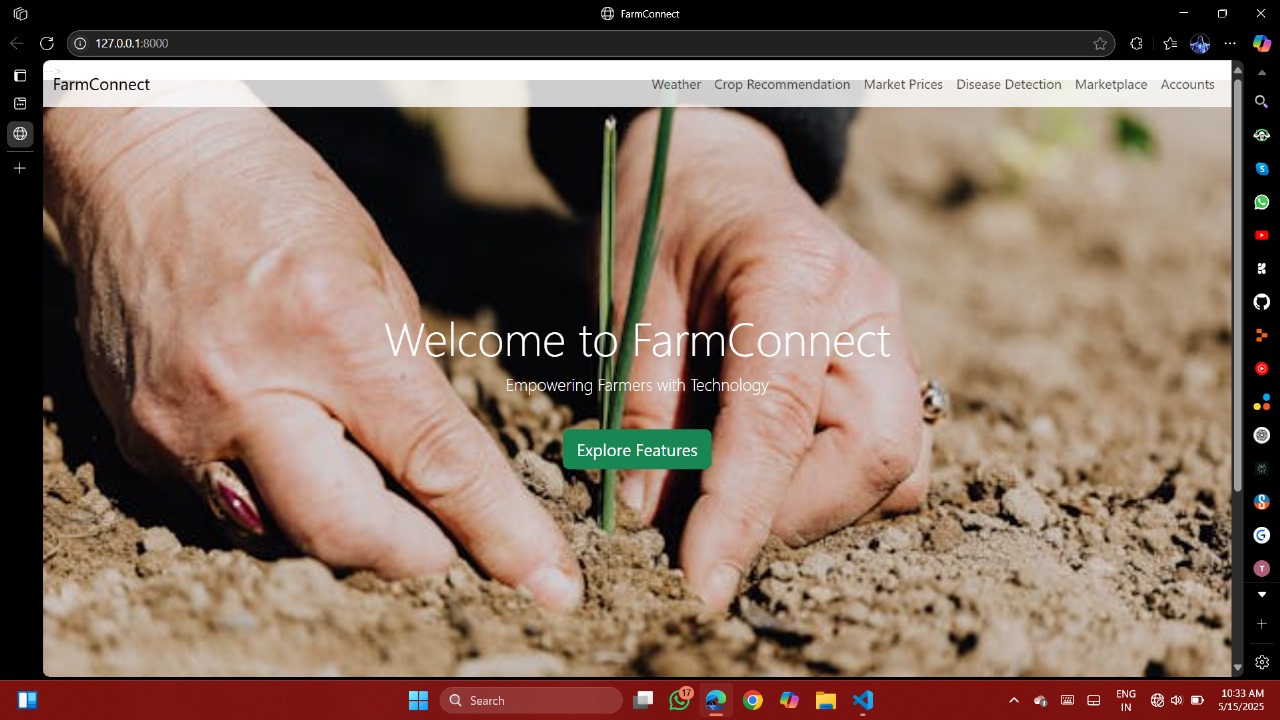 FarmConnect
127.0.0.1:8000
-->
FarmConnect
Weather Crop Recommendation Market Prices Disease Detection Marketplace Accounts
Welcome to FarmConnect
Empowering Farmers with Technology
Explore Features
T
Search
17
ENG
IN
10:33 AM
5/15/2025